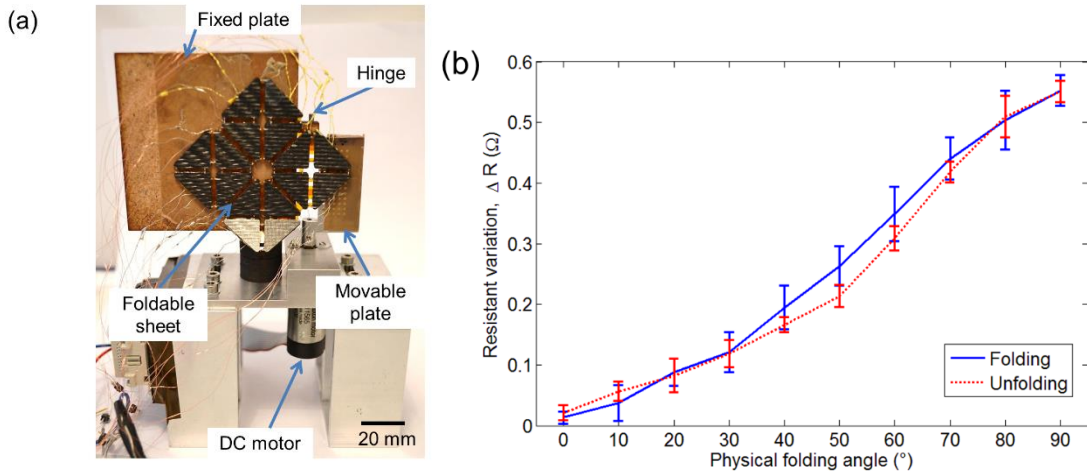 (a)
Fixed plate
Hinge
Foldable
sheet
Movable
plate
DC motor
20 mm
(b)
Resistant variation, Δ R (Ω)
0.6
0.5
0.4
0.3
0.2
0.1
0
0 10 20 30 40 50 60 70 80 90
Physical folding angle (°)
Folding
Unfolding